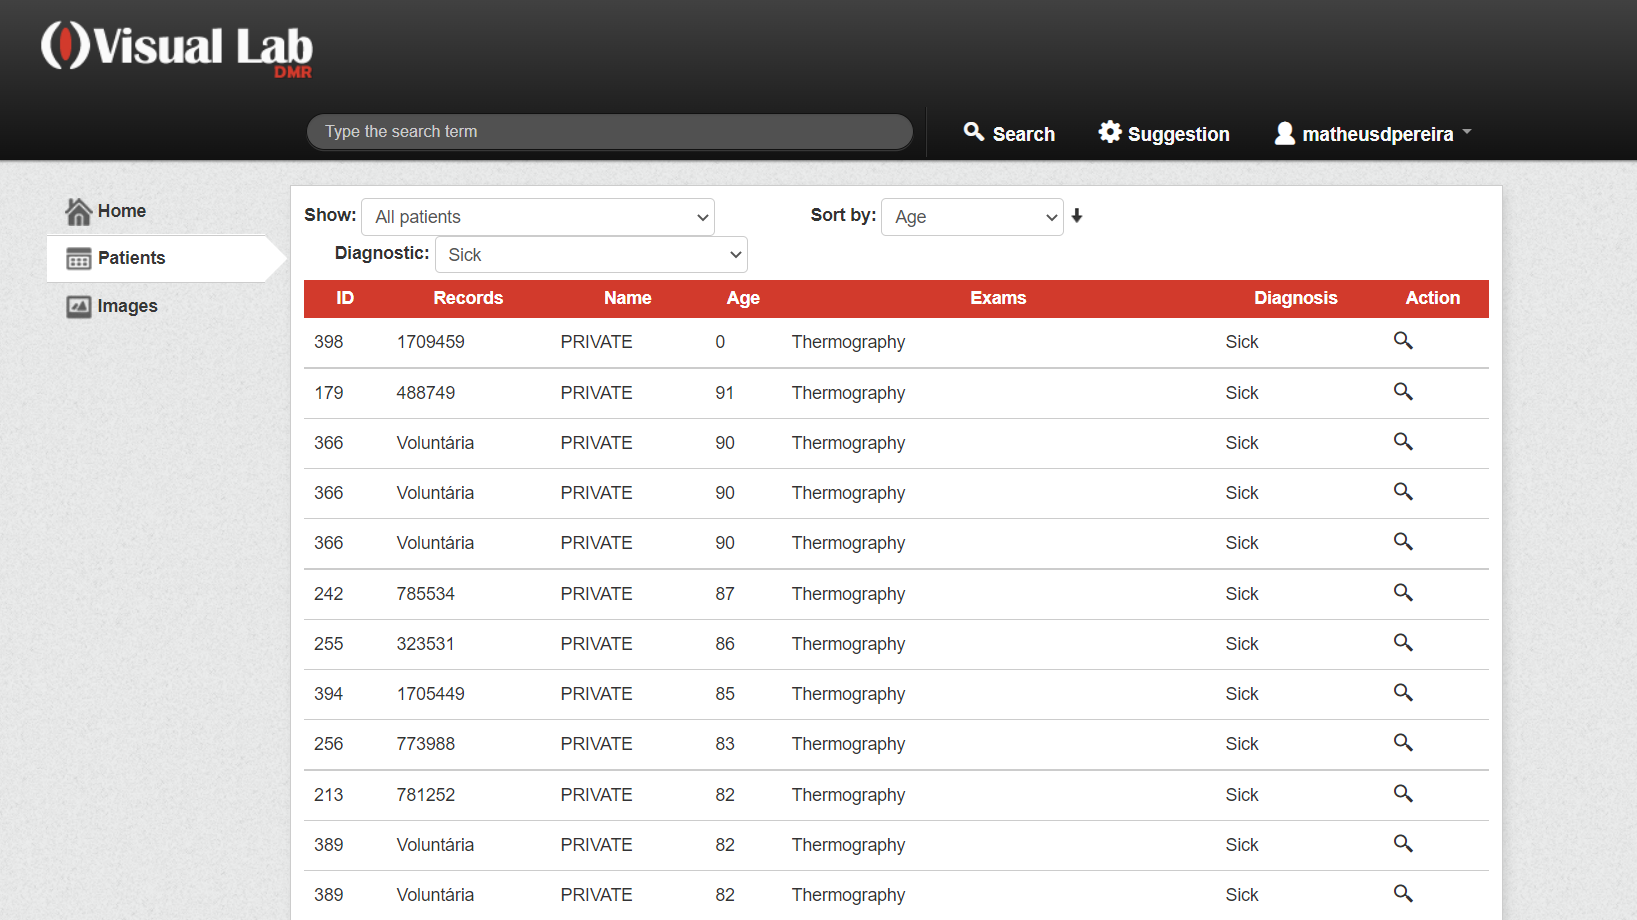 Visual Lab
DMR
Type the search term
Search
Suggestion
matheusdpereira
Home
Patients
Images
Show: All patients Sort by: Age
Diagnostic: Sick
ID Records Name Age Exams Diagnosis Action
398 1709459 PRIVATE 0 Thermography Sick
179 488749 PRIVATE 91 Thermography Sick
366 Voluntária PRIVATE 90 Thermography Sick
366 Voluntária PRIVATE 90 Thermography Sick
366 Voluntária PRIVATE 90 Thermography Sick
242 785534 PRIVATE 87 Thermography Sick
255 323531 PRIVATE 86 Thermography Sick
394 1705449 PRIVATE 85 Thermography Sick
256 773988 PRIVATE 83 Thermography Sick
213 781252 PRIVATE 82 Thermography Sick
389 Voluntária PRIVATE 82 Thermography Sick
389 Voluntária PRIVATE 82 Thermography Sick